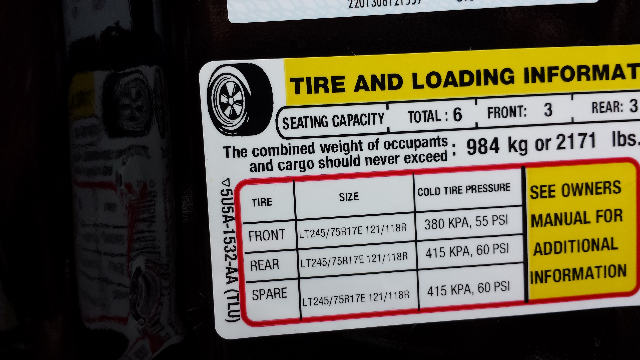 TIRE AND LOADING INFORMAT
SEATING CAPACITY TOTAL : 6 FRONT: 3 REAR: 3
The combined weight of occupants
and cargo should never exceed : 984 kg or 2171 lbs.
TIRE SIZE COLD TIRE PRESSURE
FRONT LT245/75R17E 121/118R 380 KPA, 55 PSI
REAR LT245/75R17E 121/118R 415 KPA, 60 PSI
SPARE LT245/75R17E 121/118R 415 KPA, 60 PSI
SEE OWNERS
MANUAL FOR
ADDITIONAL
INFORMATION
5U5A-1532-AA (TLU)